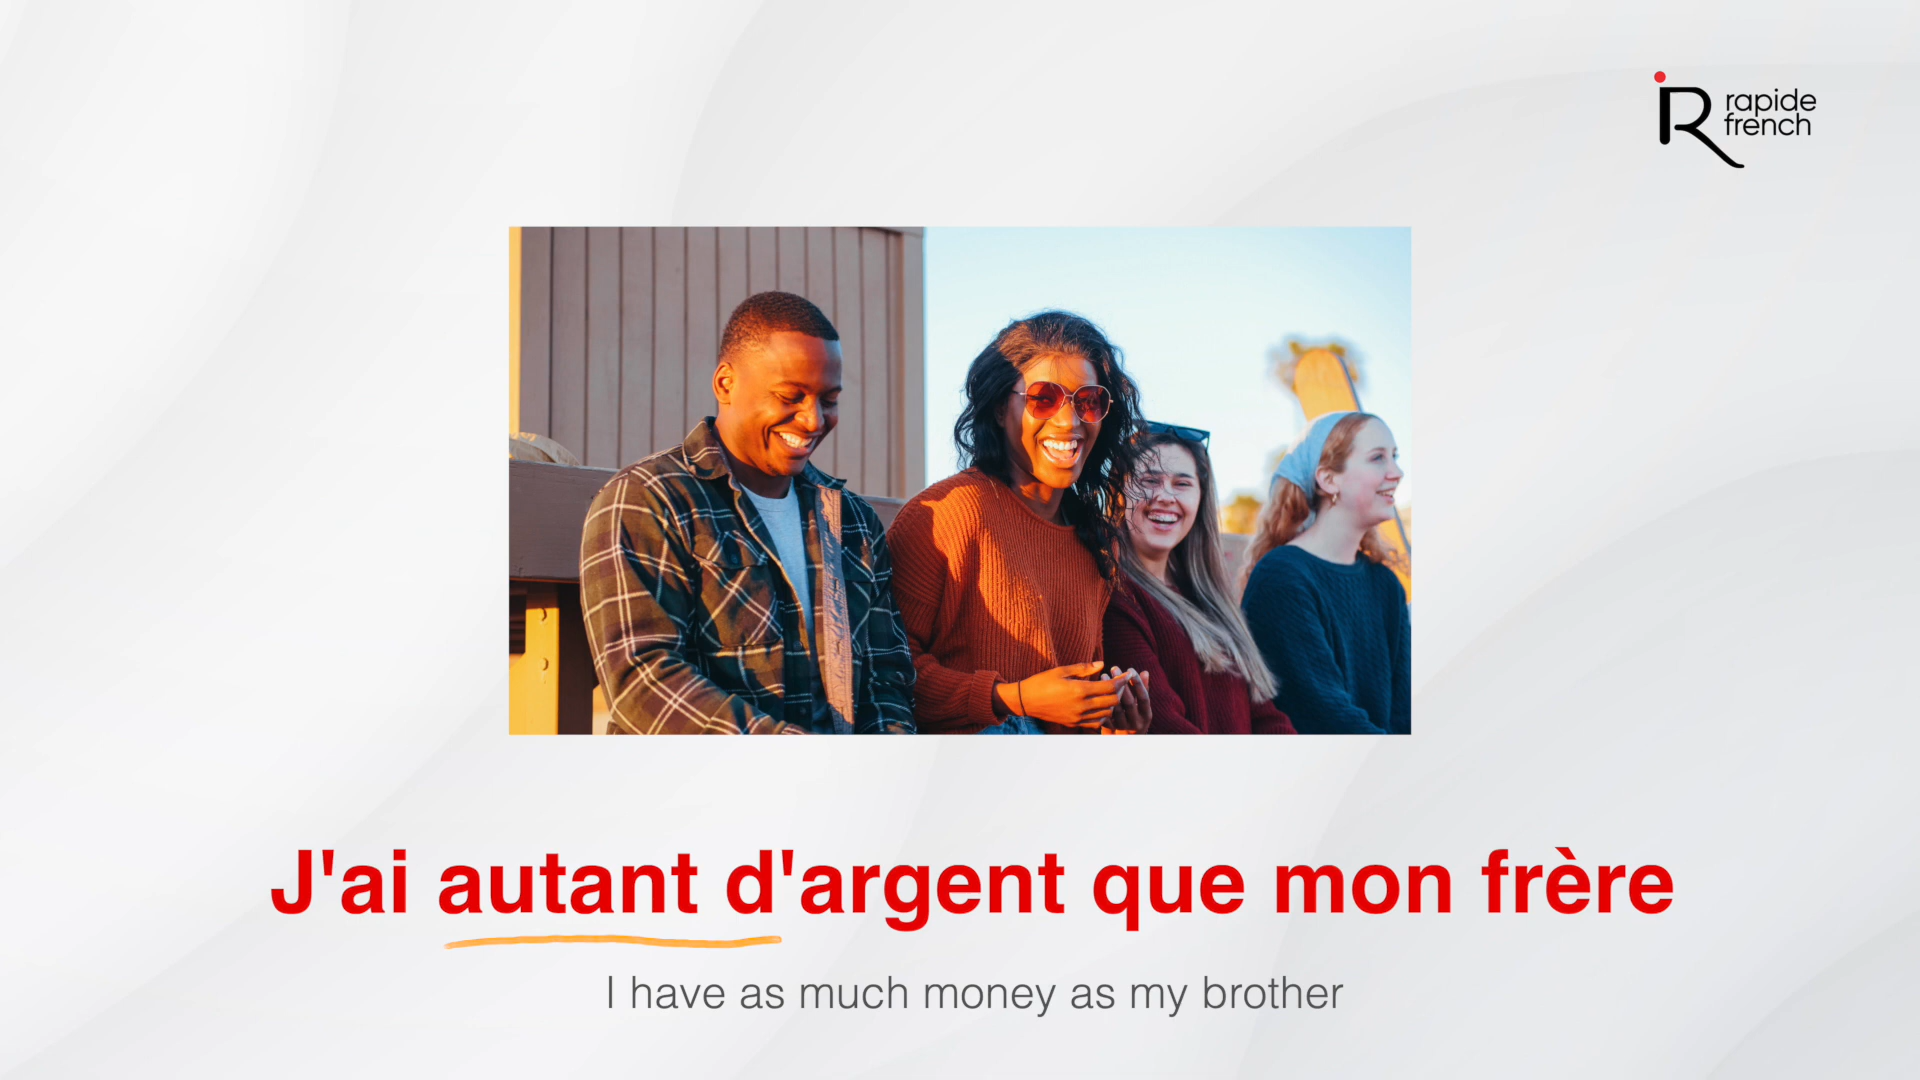 rapide
french
J'ai autant d'argent que mon frère
I have as much money as my brother